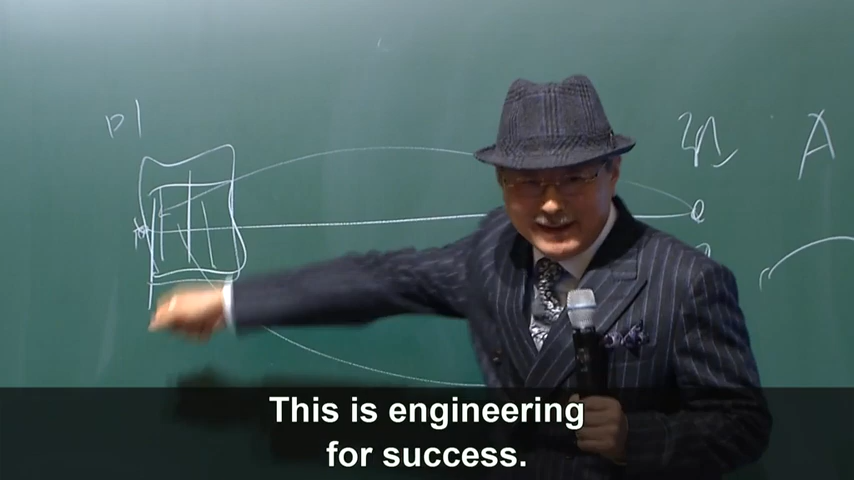 A
This is engineering
for success.